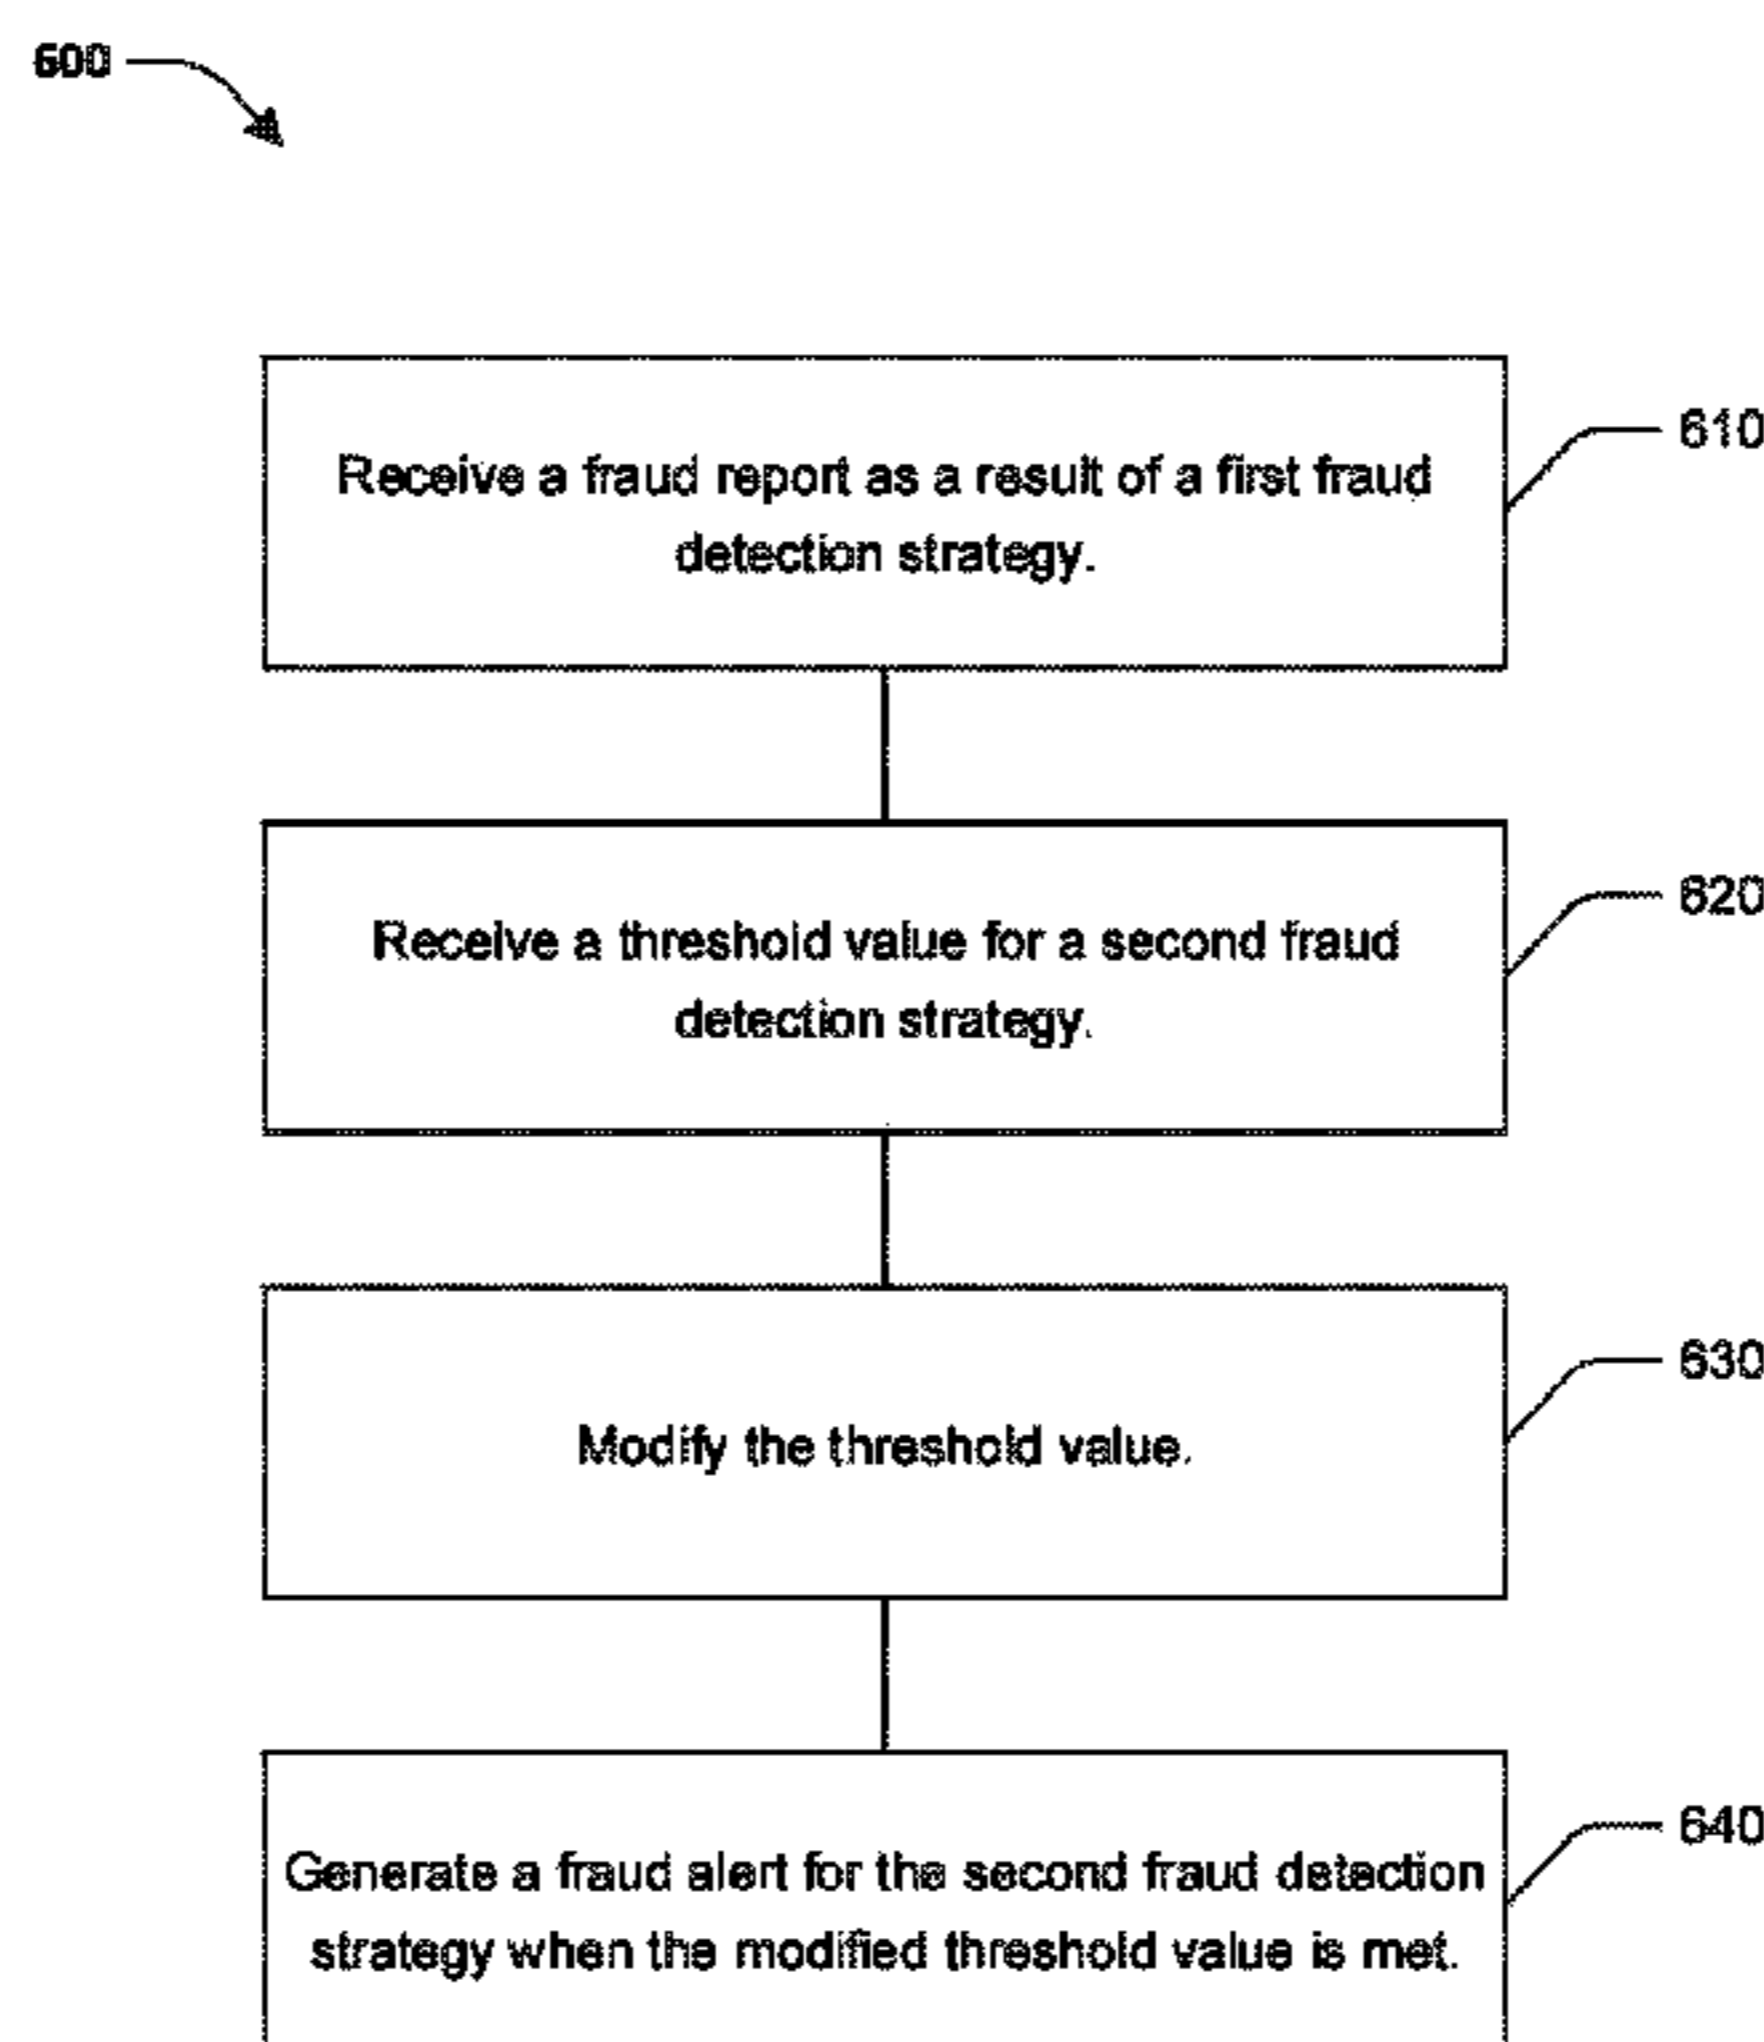 600
Receive a fraud report as a result of a first fraud
detection strategy.
610
Receive a threshold value for a second fraud
detection strategy.
620
Modify the threshold value.
630
Generate a fraud alert for the second fraud detection
strategy when the modified threshold value is met.
640